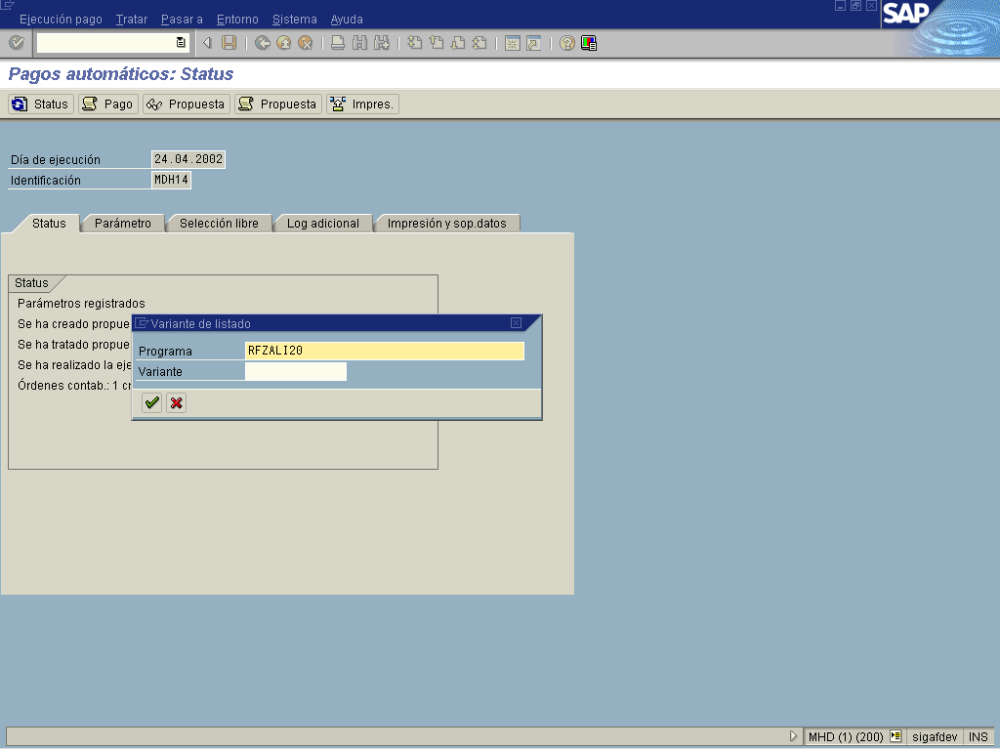 Ejecución pago Tratar Pasar a Entorno Sistema Ayuda
SAP
Pagos automáticos: Status
Status Pago Propuesta Propuesta Impres.
Día de ejecución 24.04.2002
Identificación MDH14
Status Parámetro Selección libre Log adicional Impresión y sop.datos
Status
Parámetros registrados
Se ha creado propue
Se ha tratado propue
Se ha realizado la eje
Órdenes contab.: 1 cr
Variante de listado
Programa RFZALI20
Variante
MHD (1) (200) sigafdev INS